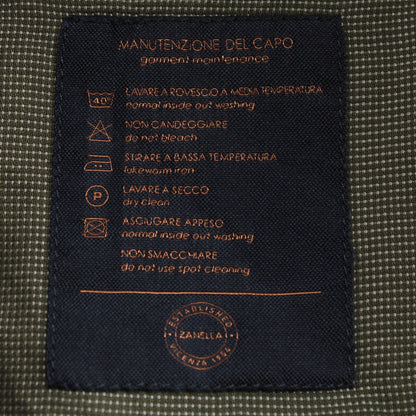 MANUTENZIONE DEL CAPO
garment maintenance
40°
LAVARE A ROVESCIO A MEDIA TEMPERATURA
normal inside out washing
NON CANDEGGIARE
do not bleach
STIRARE A BASSA TEMPERATURA
lukewarm iron
P
LAVARE A SECCO
dry clean
ASCIUGARE APPESO
normal inside out washing
NON SMACCHIARE
do not use spot cleaning
ESTABLISHED
ZANELLA
VICENZA 1954